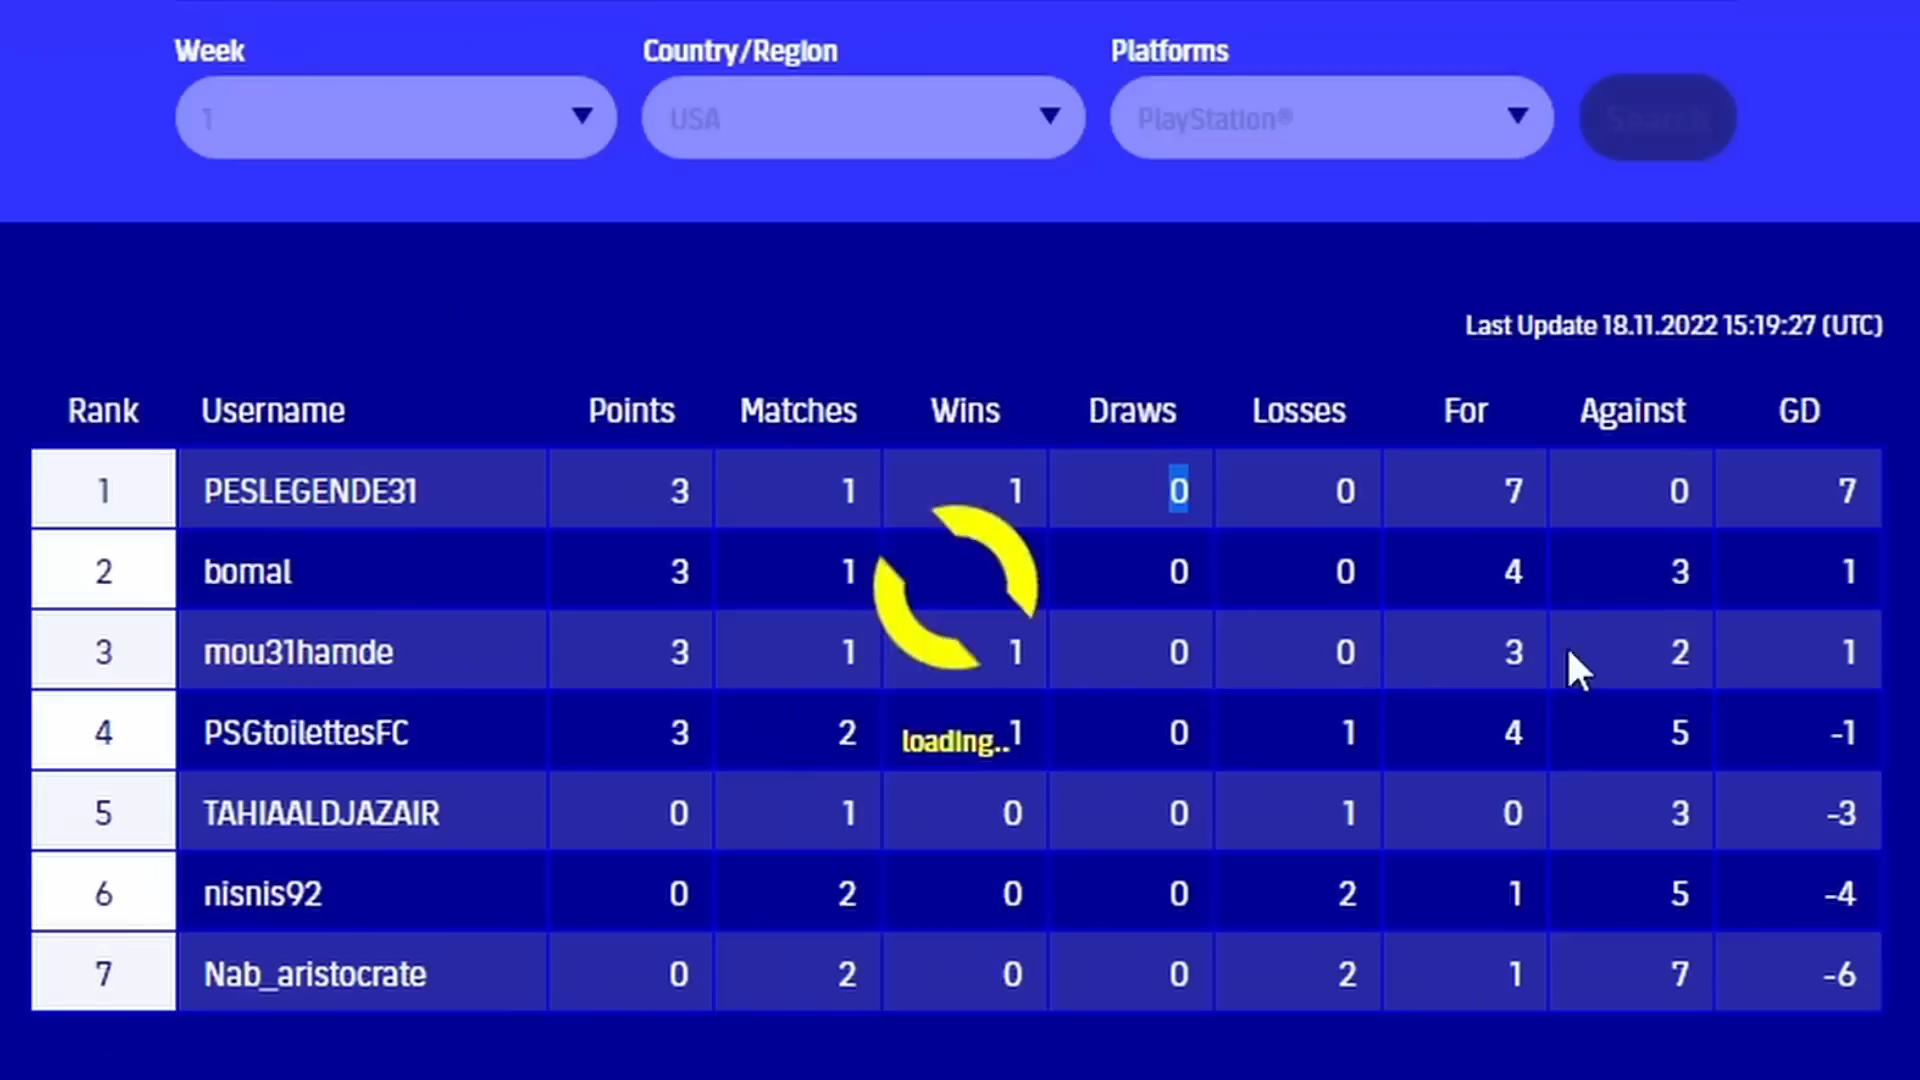 Week Country/Region Platforms
1 USA PlayStation® Search
Last Update 18.11.2022 15:19:27 (UTC)
Rank Username Points Matches Wins Draws Losses For Against GD
1 PESLEGENDE31 3 1 1 0 0 7 0 7
2 bomal 3 1 0 0 4 3 1
3 mou31hamde 3 1 1 0 0 3 2 1
4 PSGtoilettesFC 3 2 1 0 1 4 5 -1
loading..
5 TAHIAALDJAZAIR 0 1 0 0 1 0 3 -3
6 nisnis92 0 2 0 0 2 1 5 -4
7 Nab_aristocrate 0 2 0 0 2 1 7 -6